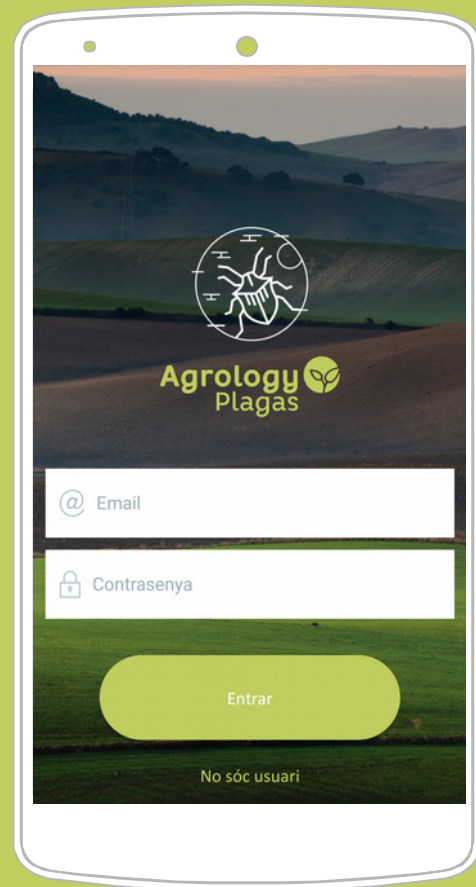 Agrology
Plagas
Email
Contrasenya
Entrar
No sóc usuari